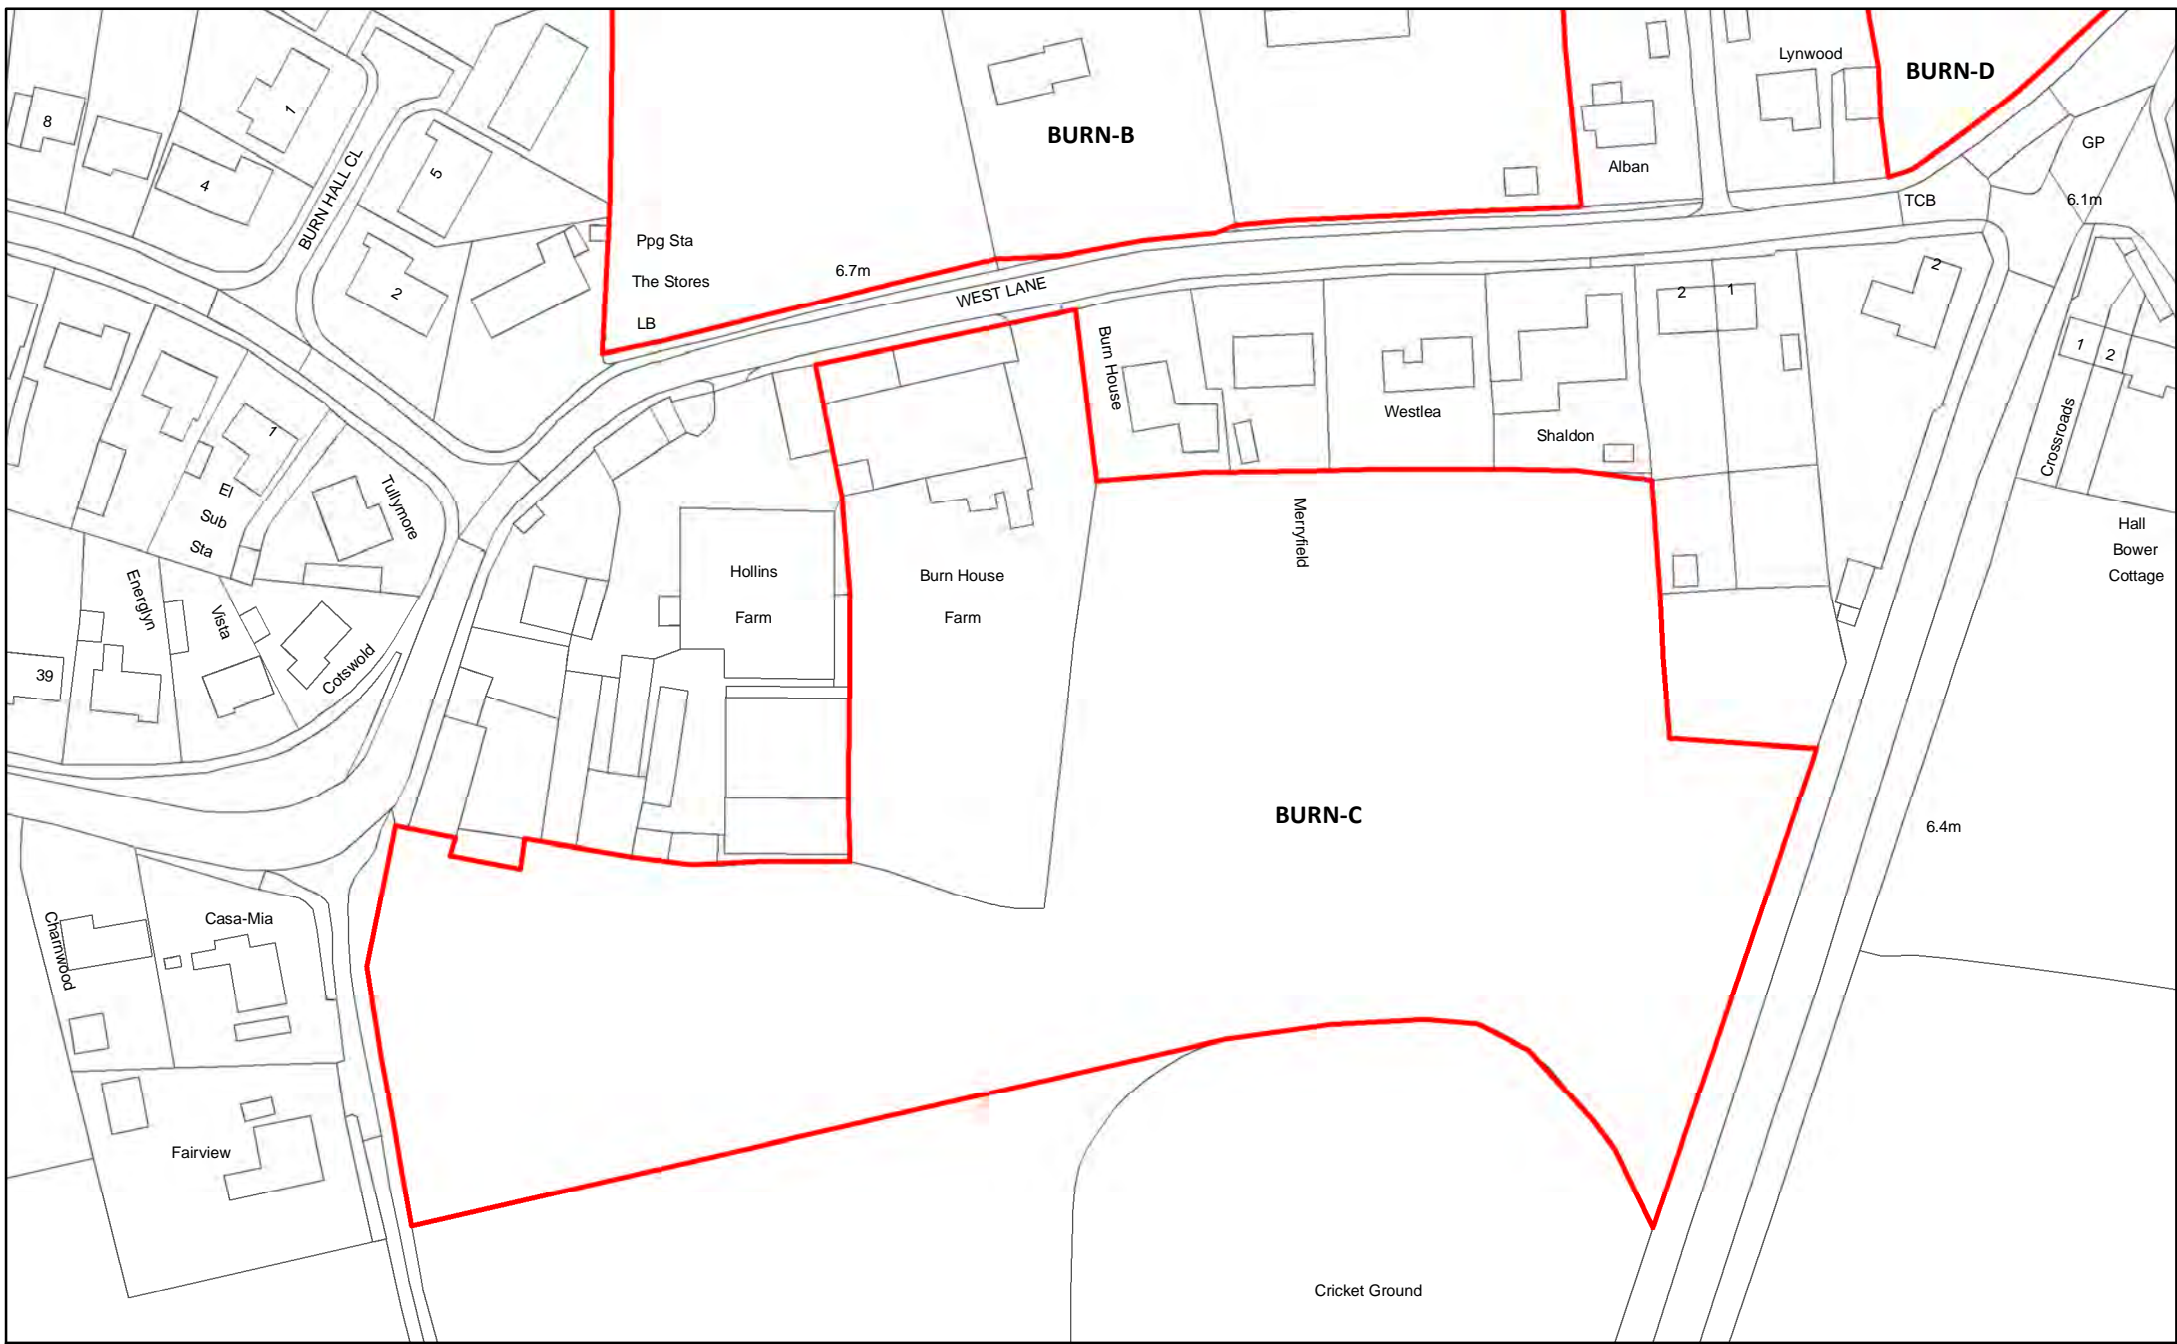 Lynwood
BURN-D
8
1
BURN-B
GP
4
5
Alban
BURN HALL CL
TCB
6.1m
Ppg Sta
6.7m
The Stores
WEST LANE
LB
2
2
1
2
1
2
Burn House
Westlea
Shaldon
Crossroads
1
El
Sub
Sta
Tullymore
Merryfield
Hall
Bower
Cottage
Hollins
Farm
Burn House
Farm
Energlyn
Vista
Cotswold
39
BURN-C
6.4m
Charnwood
Casa-Mia
Fairview
Cricket Ground